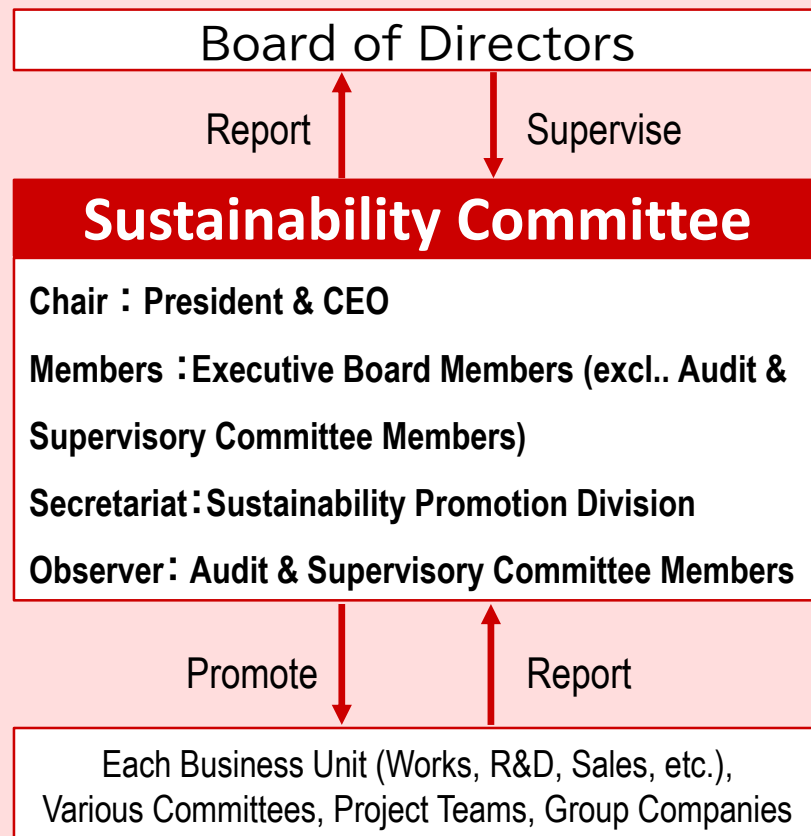 Board of Directors
Report
Supervise
Sustainability Committee
Chair：President & CEO
Members：Executive Board Members (excl.. Audit &
Supervisory Committee Members)
Secretariat：Sustainability Promotion Division
Observer：Audit & Supervisory Committee Members
Promote
Report
Each Business Unit (Works, R&D, Sales, etc.),
Various Committees, Project Teams, Group Companies